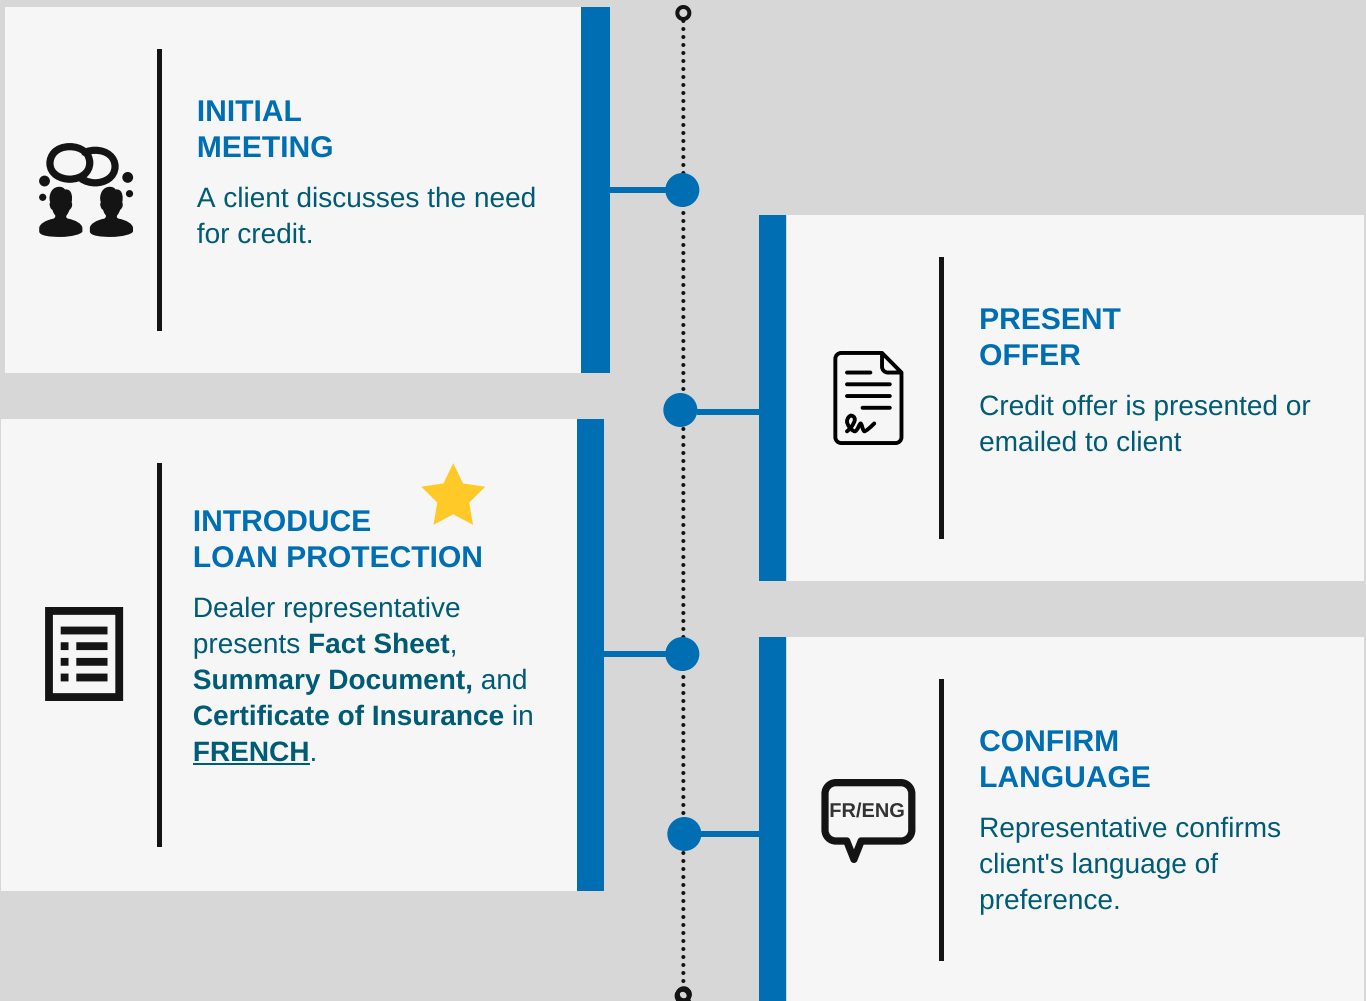 INITIAL
MEETING
A client discusses the need
for credit.
PRESENT
OFFER
Credit offer is presented or
emailed to client
INTRODUCE
LOAN PROTECTION
Dealer representative
presents Fact Sheet,
Summary Document, and
Certificate of Insurance in
FRENCH.
FR/ENG
CONFIRM
LANGUAGE
Representative confirms
client's language of
preference.